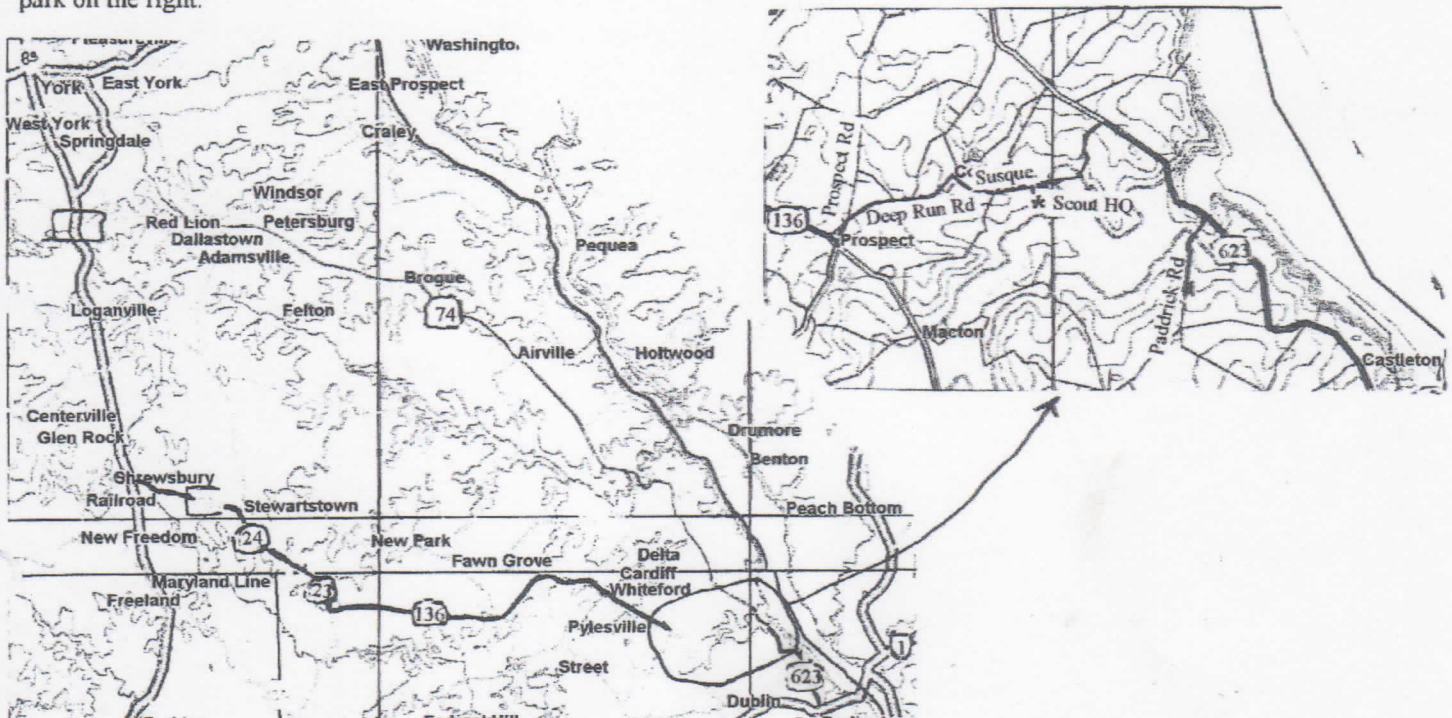 park on the right.
Washingto.
8
York
East York
East Prospect
West York
Springdale
Craley
Windsor
Red Lion
Petersburg
Dallastown
Adamsville
Pequea
Brogue
74
Loganville
Felton
Airville
Holtwood
Centerville
Glen Rock
Drumore
Benton
Shrewsbury
Railroad
Stewartstown
Peach Bottom
New Freedom
24
New Park
Fawn Grove
Delta
Cardiff
Whiteford
Maryland Line
Freeland
23
136
Pylesville
Street
1
623
Dublin
Prospect Rd
Susque.
Deep Run Rd
* Scout HQ
136
Prospect
623
Paddrick Rd
Macton
Castleton